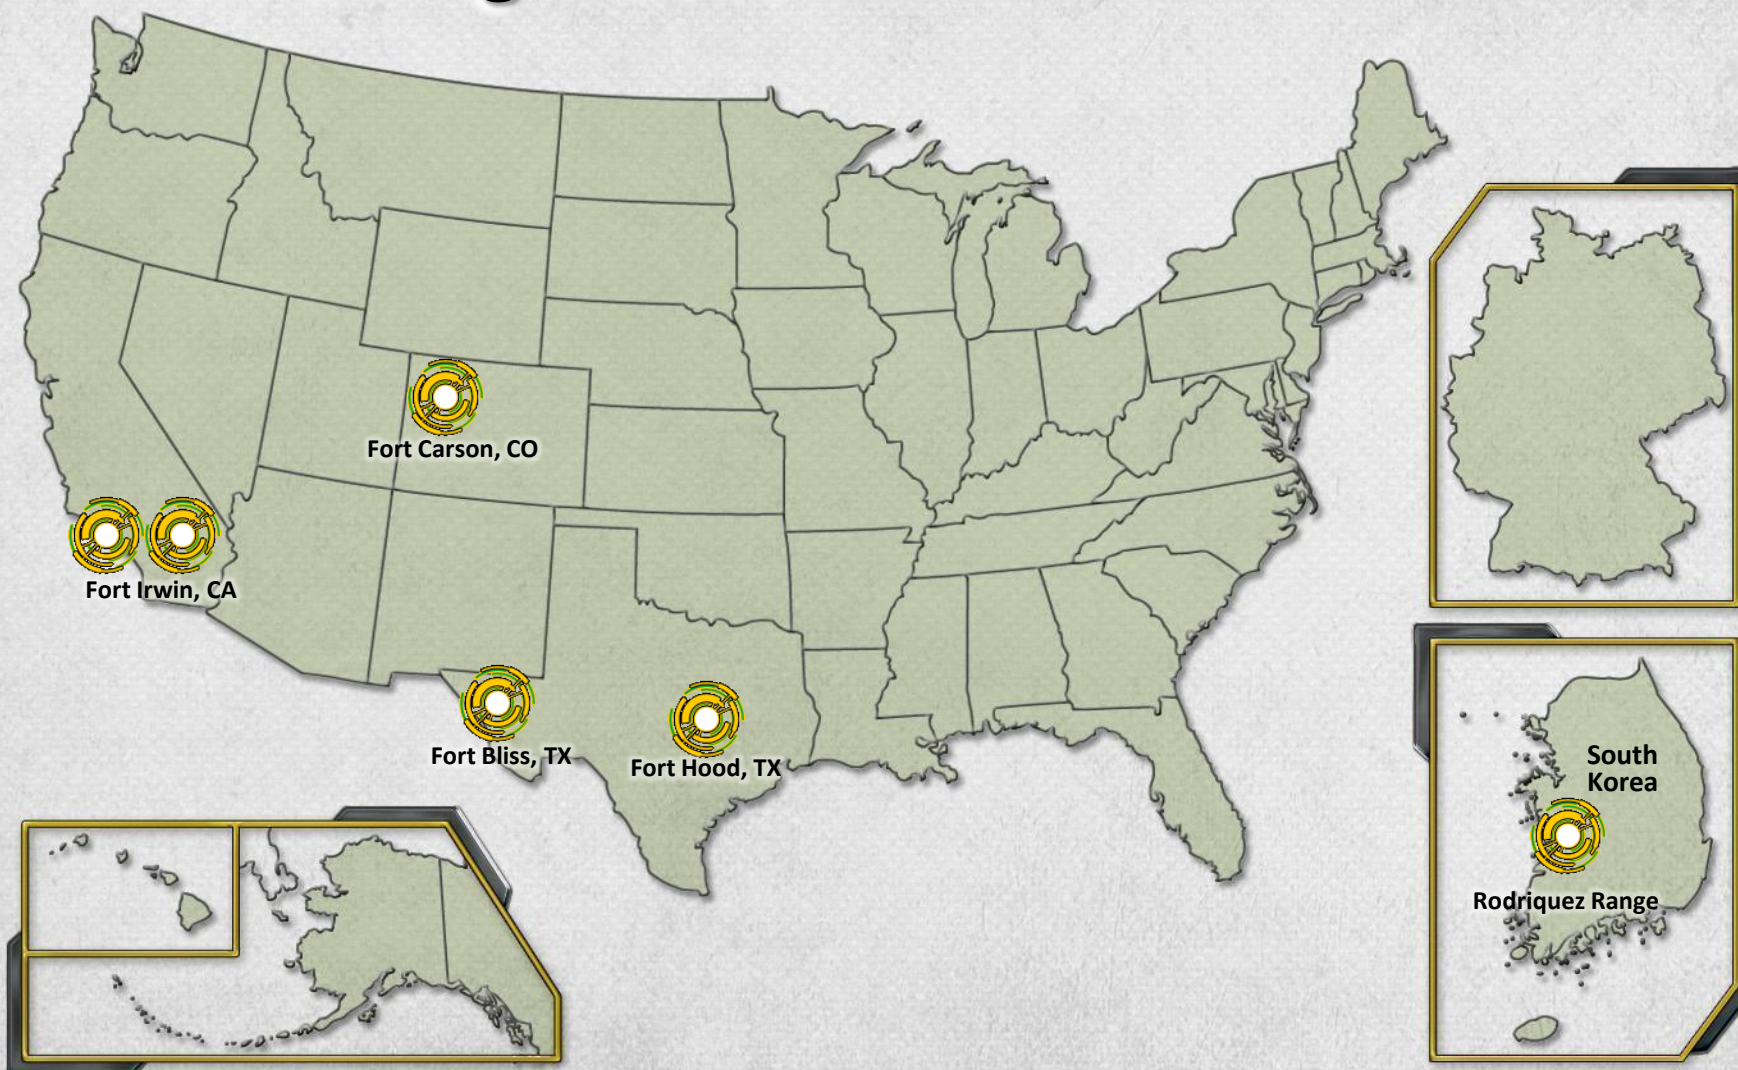 Fort Carson, CO
Fort Irwin, CA
Fort Bliss, TX
Fort Hood, TX
South
Korea
Rodriquez Range